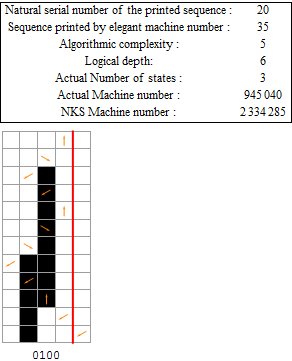 Natural serial number of the printed sequence : 20
Sequence printed by elegant machine number : 35
Algorithmic complexity : 5
Logical depth: 6
Actual Number of states : 3
Actual Machine number : 945 040
NKS Machine number : 2 334 285
0100